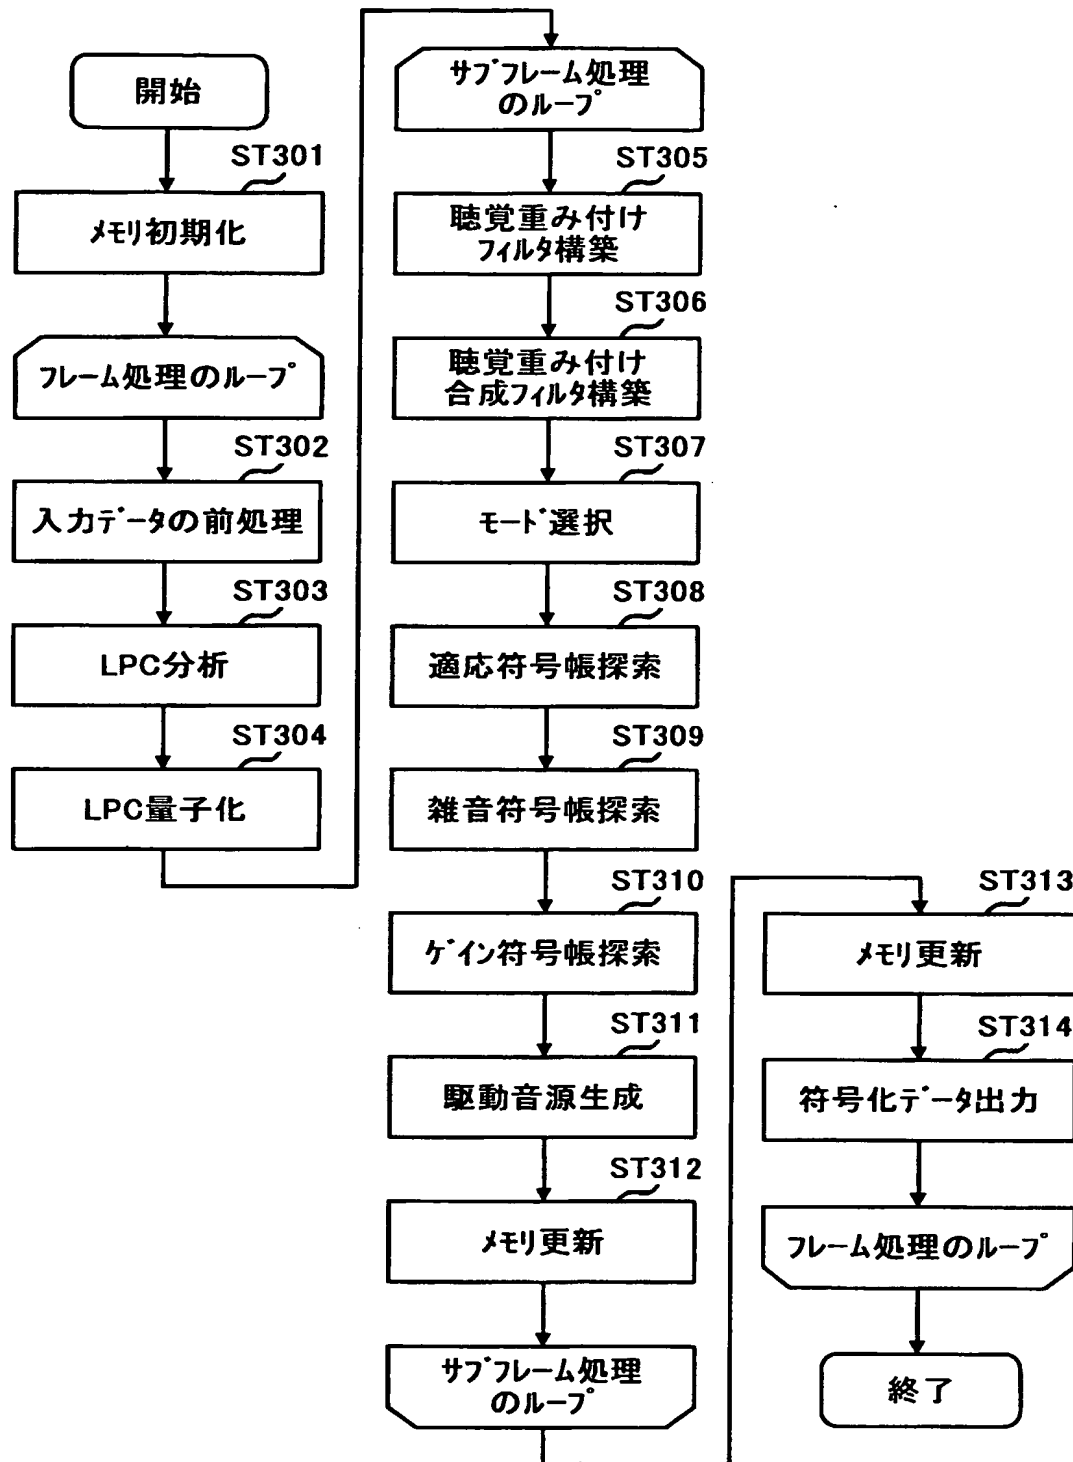 開始
ST301
ﾒﾓﾘ初期化
ﾌﾚｰﾑ処理のﾙｰﾌﾟ
ST302
入力ﾃﾞｰﾀの前処理
ST303
LPC分析
ST304
LPC量子化
ｻﾌﾞﾌﾚｰﾑ処理
のﾙｰﾌﾟ
ST305
聴覚重み付け
ﾌｨﾙﾀ構築
ST306
聴覚重み付け
合成ﾌｨﾙﾀ構築
ST307
ﾓｰﾄﾞ選択
ST308
適応符号帳探索
ST309
雑音符号帳探索
ST310
ｹﾞｲﾝ符号帳探索
ST311
駆動音源生成
ST312
ﾒﾓﾘ更新
ｻﾌﾞﾌﾚｰﾑ処理
のﾙｰﾌﾟ
ST313
ﾒﾓﾘ更新
ST314
符号化ﾃﾞｰﾀ出力
ﾌﾚｰﾑ処理のﾙｰﾌﾟ
終了